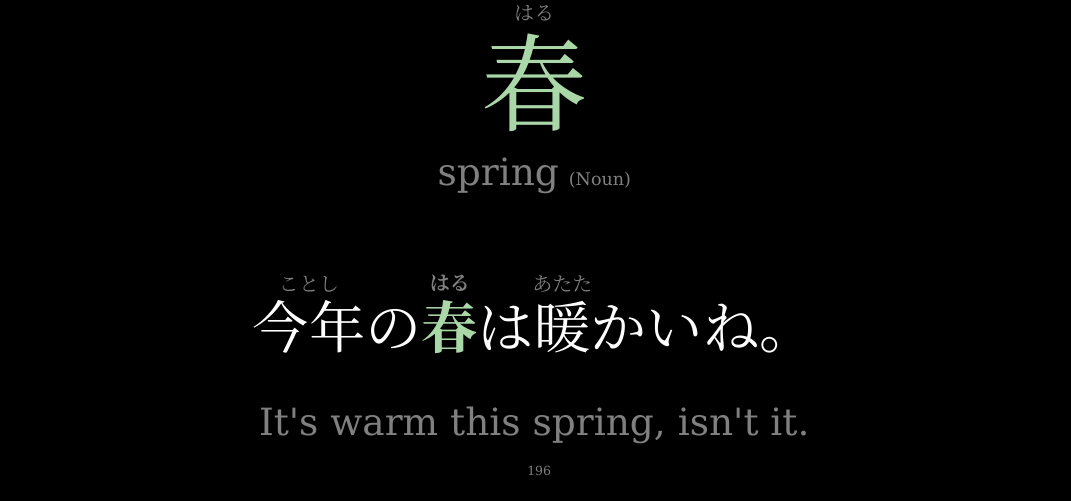 はる
春
spring (Noun)
ことし はる あたた
今年の春は暖かいね。
It's warm this spring, isn't it.
196